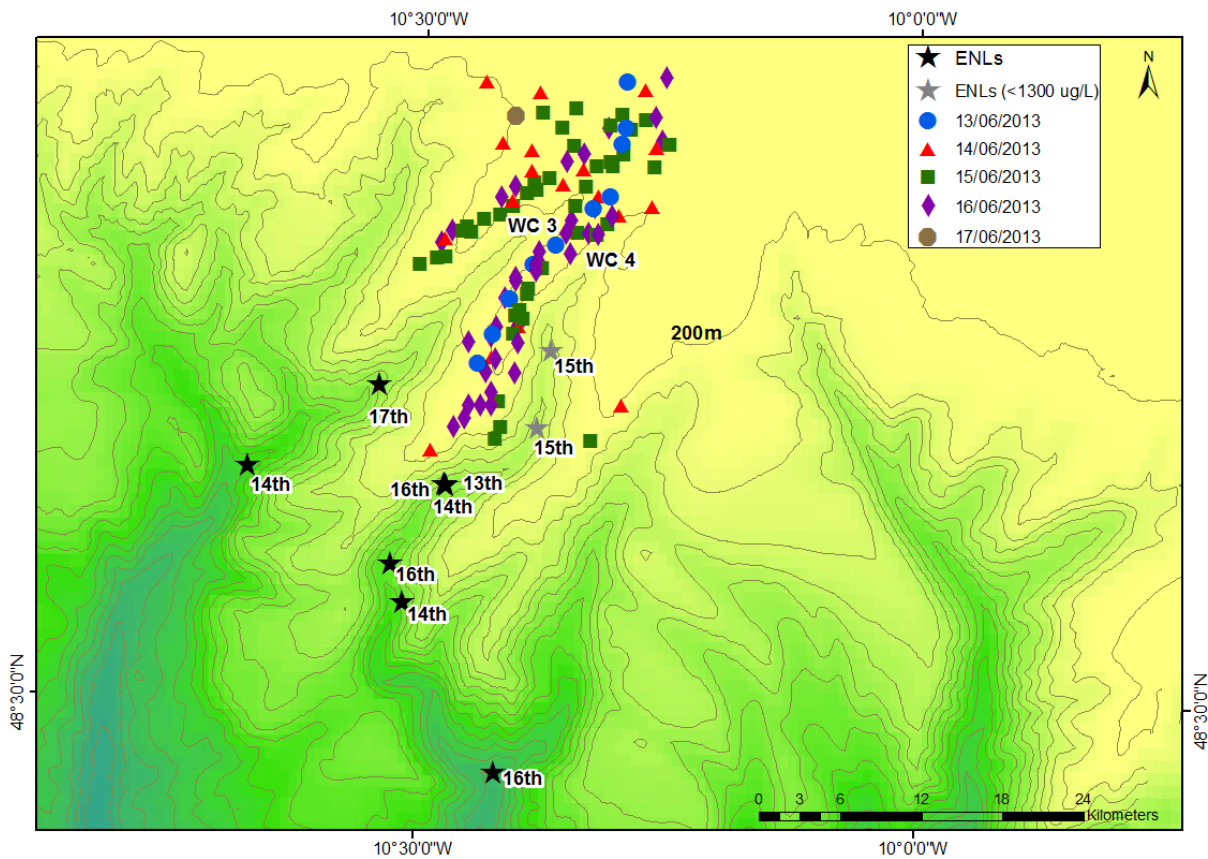 10°30'0"W
10°0'0"W
N
ENLs
ENLs (<1300 ug/L)
13/06/2013
14/06/2013
15/06/2013
16/06/2013
17/06/2013
WC 3
WC 4
200m
15th
17th
15th
14th
16th
13th
14th
16th
14th
48°30'0"N
48°30'0"N
16th
0 3 6 12 18 24
Kilometers
10°30'0"W
10°0'0"W